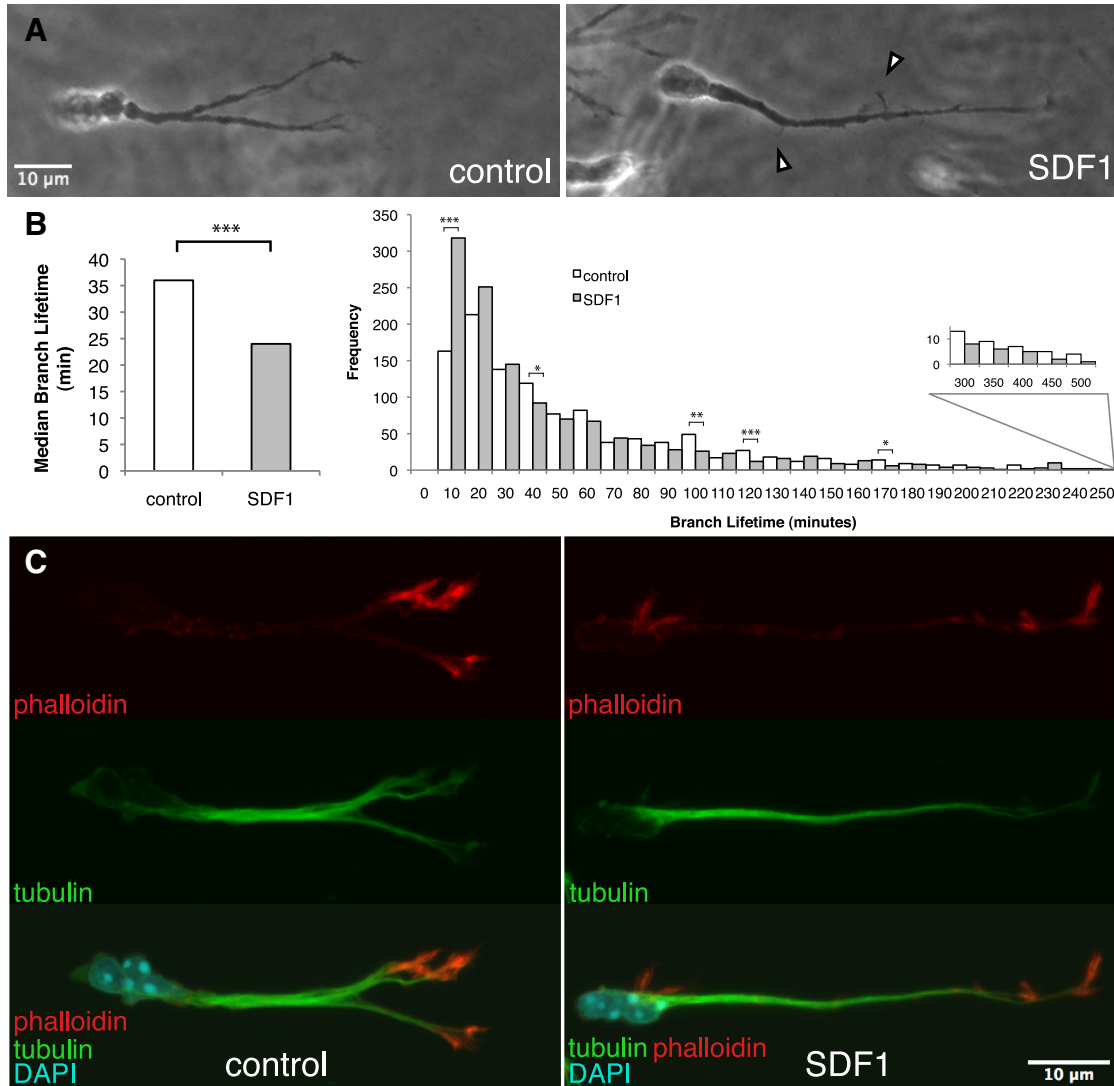 A
control
10 µm
SDF1
B
***
Median Branch Lifetime
(min)
40
35
30
25
20
15
10
5
0
control
SDF1
Frequency
350
300
250
200
150
100
50
0
***
*
**
***
*
control
SDF1
10
0
300 350 400 450 500
0 10 20 30 40 50 60 70 80 90 100 110 120 130 140 150 160 170 180 190 200 210 220 230 240 250
Branch Lifetime (minutes)
C
phalloidin
phalloidin
tubulin
tubulin
phalloidin
tubulin
DAPI
control
tubulin phalloidin
DAPI
SDF1
10 µm